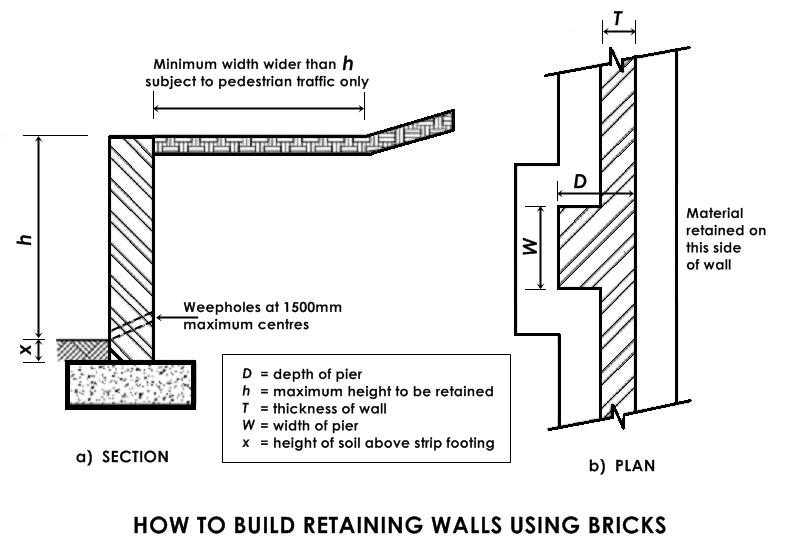 Minimum width wider than h
subject to pedestrian traffic only
h
x
Weepholes at 1500mm
maximum centres
D = depth of pier
h = maximum height to be retained
T = thickness of wall
W = width of pier
x = height of soil above strip footing
a) SECTION
T
D
W
Material
retained on
this side
of wall
b) PLAN
HOW TO BUILD RETAINING WALLS USING BRICKS